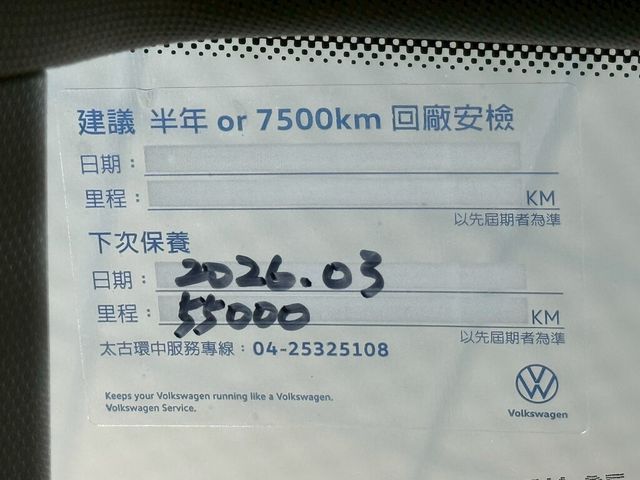 建議 半年 or 7500km 回廠安檢
日期：
里程： KM
以先屆期者為準
下次保養
日期： 2026.03
里程： 55000 KM
以先屆期者為準
太古環中服務專線：04-25325108
Keeps your Volkswagen running like a Volkswagen.
Volkswagen Service.
Volkswagen